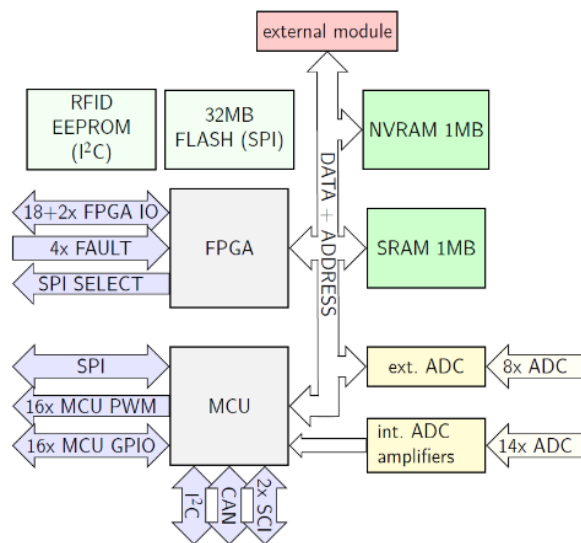 external module
RFID
EEPROM
(I²C)
32MB
FLASH (SPI)
NVRAM 1MB
DATA + ADDRESS
18+2x FPGA IO
4x FAULT
SPI SELECT
FPGA
SRAM 1MB
SPI
16x MCU PWM
16x MCU GPIO
MCU
ext. ADC
8x ADC
int. ADC
amplifiers
14x ADC
I²C
CAN
2x SCI